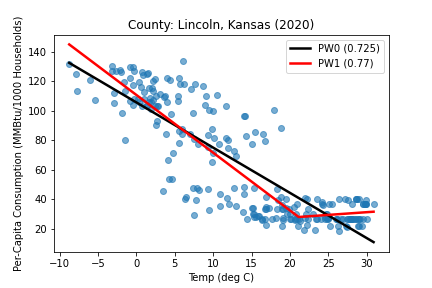 County: Lincoln, Kansas (2020)
PW0 (0.725)
PW1 (0.77)
Per-Capita Consumption (MMBtu/1000 Households)
140
120
100
80
60
40
20
−10 −5 0 5 10 15 20 25 30
Temp (deg C)